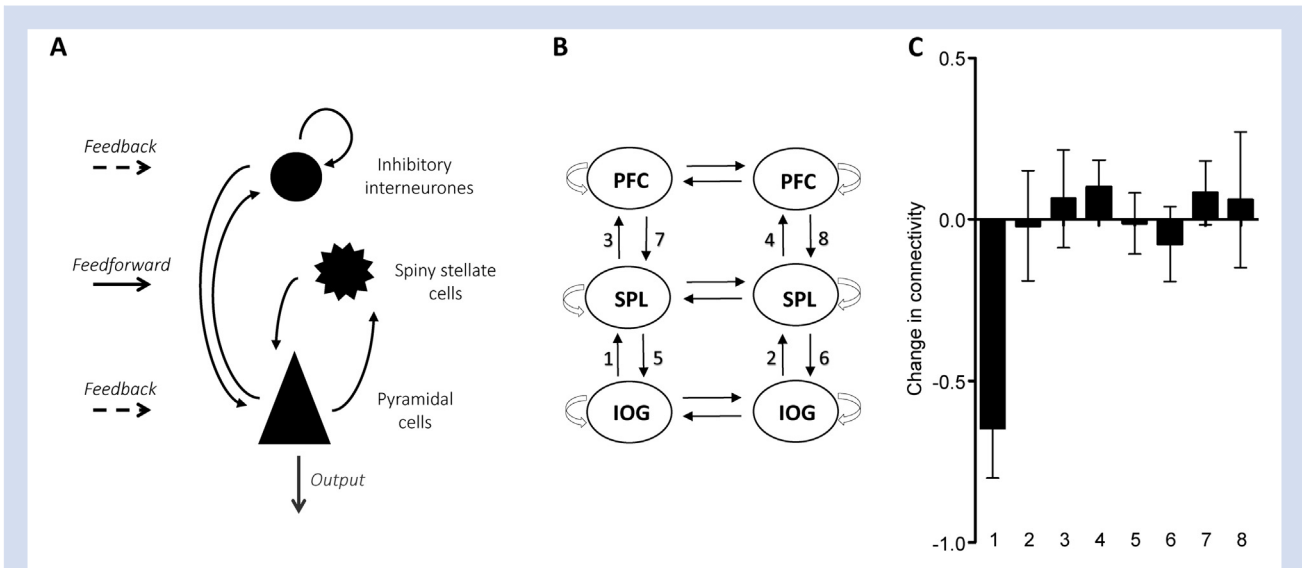 A
Feedback
Feedforward
Feedback
Inhibitory
interneurones
Spiny stellate
cells
Pyramidal
cells
Output
B
PFC PFC
3 7 4 8
SPL SPL
1 5 2 6
IOG IOG
C
Change in connectivity
0.5
0.0
-0.5
-1.0
1 2 3 4 5 6 7 8